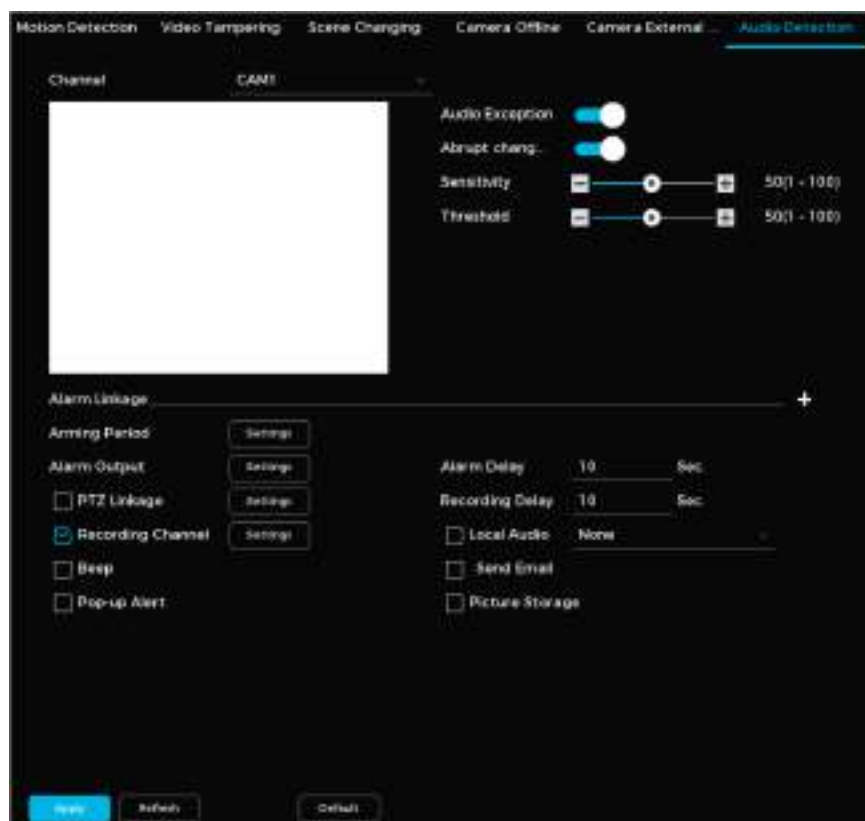 Motion Detection Video Tampering Scene Changing Camera Offline Camera External ... Audio Detection
Channel CAM1
Audio Exception
Abrupt chang...
Sensitivity 50(1 - 100)
Threshold 50(1 - 100)
Alarm Linkage
Arming Period Settings
Alarm Output Settings Alarm Delay 10 Sec
PTZ Linkage Settings Recording Delay 10 Sec
Recording Channel Settings Local Audio None
Beep Send Email
Pop-up Alert Picture Storage
Apply Refresh Default